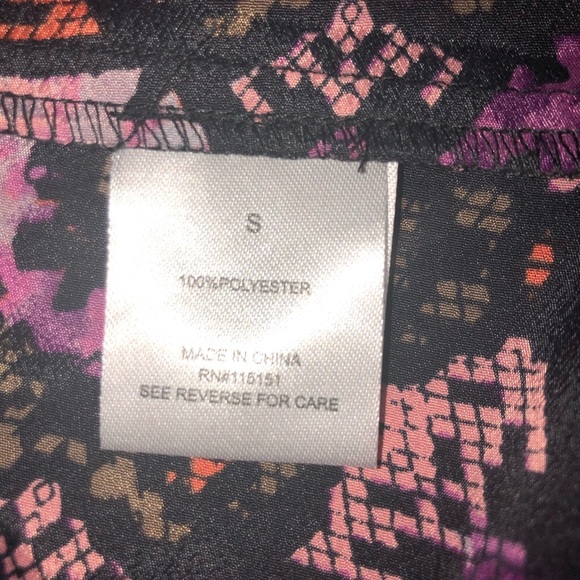 S
100%POLYESTER
MADE IN CHINA
RN#115151
SEE REVERSE FOR CARE